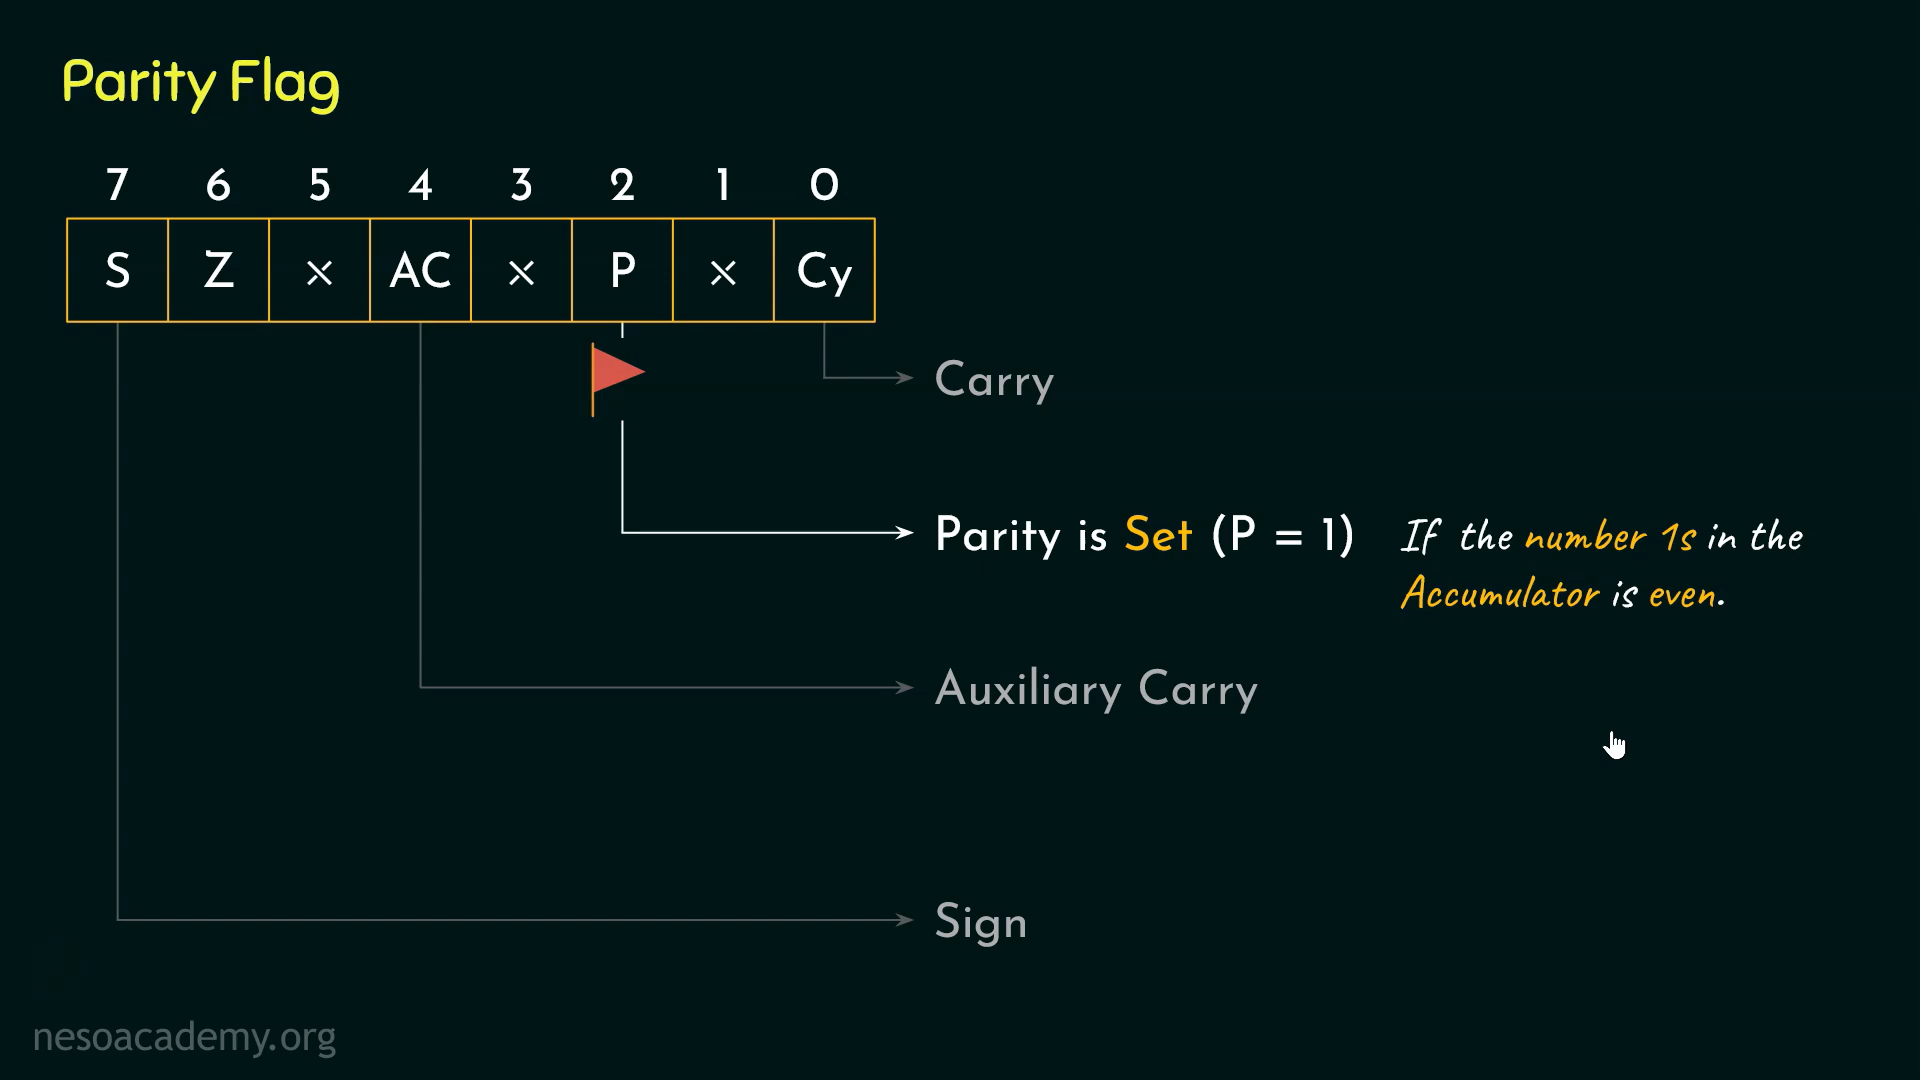 Parity Flag
7 6 5 4 3 2 1 0
S Z × AC × P × Cy
Carry
Parity is Set (P = 1) If the number 1s in the
Accumulator is even.
Auxiliary Carry
Sign
nesoacademy.org